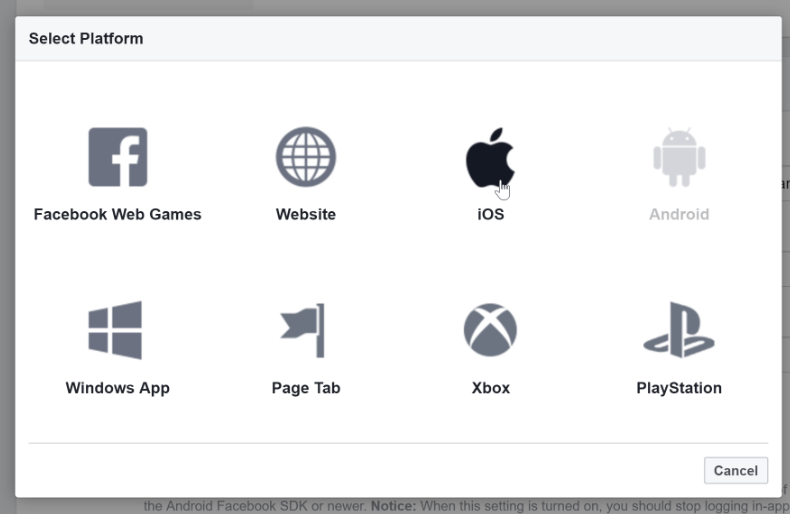 Select Platform
Facebook Web Games
Website
iOS
Android
Windows App
Page Tab
Xbox
PlayStation
Cancel
the Android Facebook SDK or newer. Notice: When this setting is turned on, you should stop logging in-app